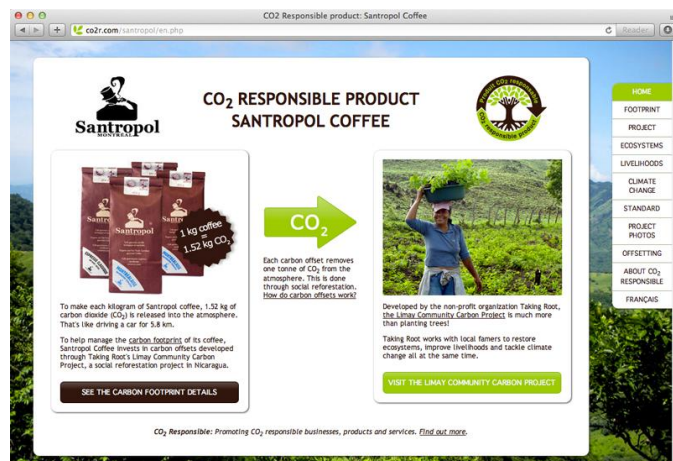 CO2 Responsible product: Santropol Coffee
co2r.com/santropol/en.php
Reader
Santropol
MONTREAL
CO₂ RESPONSIBLE PRODUCT
SANTROPOL COFFEE
Product CO₂ responsible
CO₂ responsible product
Santropol
1 kg coffee
=
1.52 kg CO₂
To make each kilogram of Santropol coffee, 1.52 kg of
carbon dioxide (CO₂) is released into the atmosphere.
That's like driving a car for 5.8 km.
To help manage the carbon footprint of its coffee,
Santropol Coffee invests in carbon offsets developed
through Taking Root's Limay Community Carbon
Project, a social reforestation project in Nicaragua.
SEE THE CARBON FOOTPRINT DETAILS
CO₂
Each carbon offset removes
one tonne of CO₂ from the
atmosphere. This is done
through social reforestation.
How do carbon offsets work?
Developed by the non-profit organization Taking Root,
the Limay Community Carbon Project is much more
than planting trees!
Taking Root works with local famers to restore
ecosystems, improve livelihoods and tackle climate
change all at the same time.
VISIT THE LIMAY COMMUNITY CARBON PROJECT
CO₂ Responsible: Promoting CO₂ responsible businesses, products and services. Find out more.
HOME
FOOTPRINT
PROJECT
ECOSYSTEMS
LIVELIHOODS
CLIMATE
CHANGE
STANDARD
PROJECT
PHOTOS
OFFSETTING
ABOUT CO₂
RESPONSIBLE
FRANÇAIS